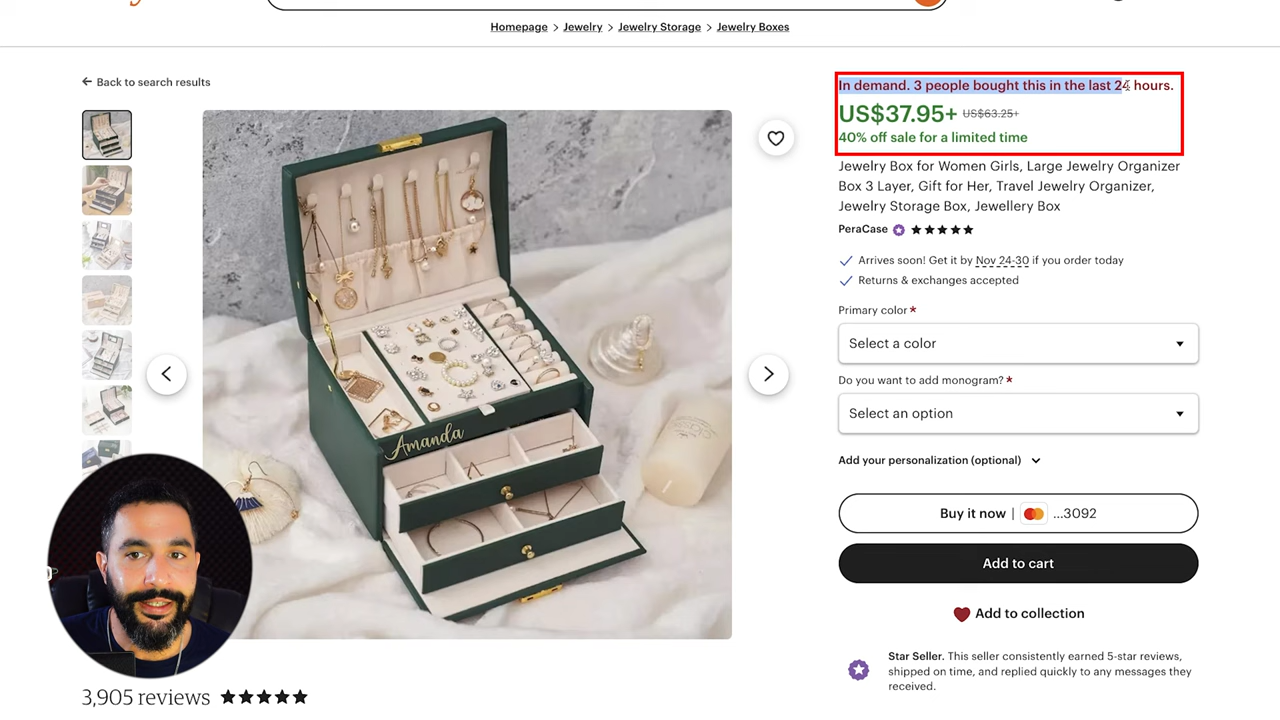 Homepage > Jewelry > Jewelry Storage > Jewelry Boxes
Back to search results
In demand. 3 people bought this in the last 24 hours.
US$37.95+ US$63.25+
40% off sale for a limited time
Jewelry Box for Women Girls, Large Jewelry Organizer
Box 3 Layer, Gift for Her, Travel Jewelry Organizer,
Jewelry Storage Box, Jewellery Box
PeraCase
Arrives soon! Get it by Nov 24-30 if you order today
Returns & exchanges accepted
Primary color *
Select a color
Do you want to add monogram? *
Select an option
Add your personalization (optional)
Buy it now | ...3092
Add to cart
Add to collection
Star Seller. This seller consistently earned 5-star reviews,
shipped on time, and replied quickly to any messages they
received.
Amanda
3,905 reviews